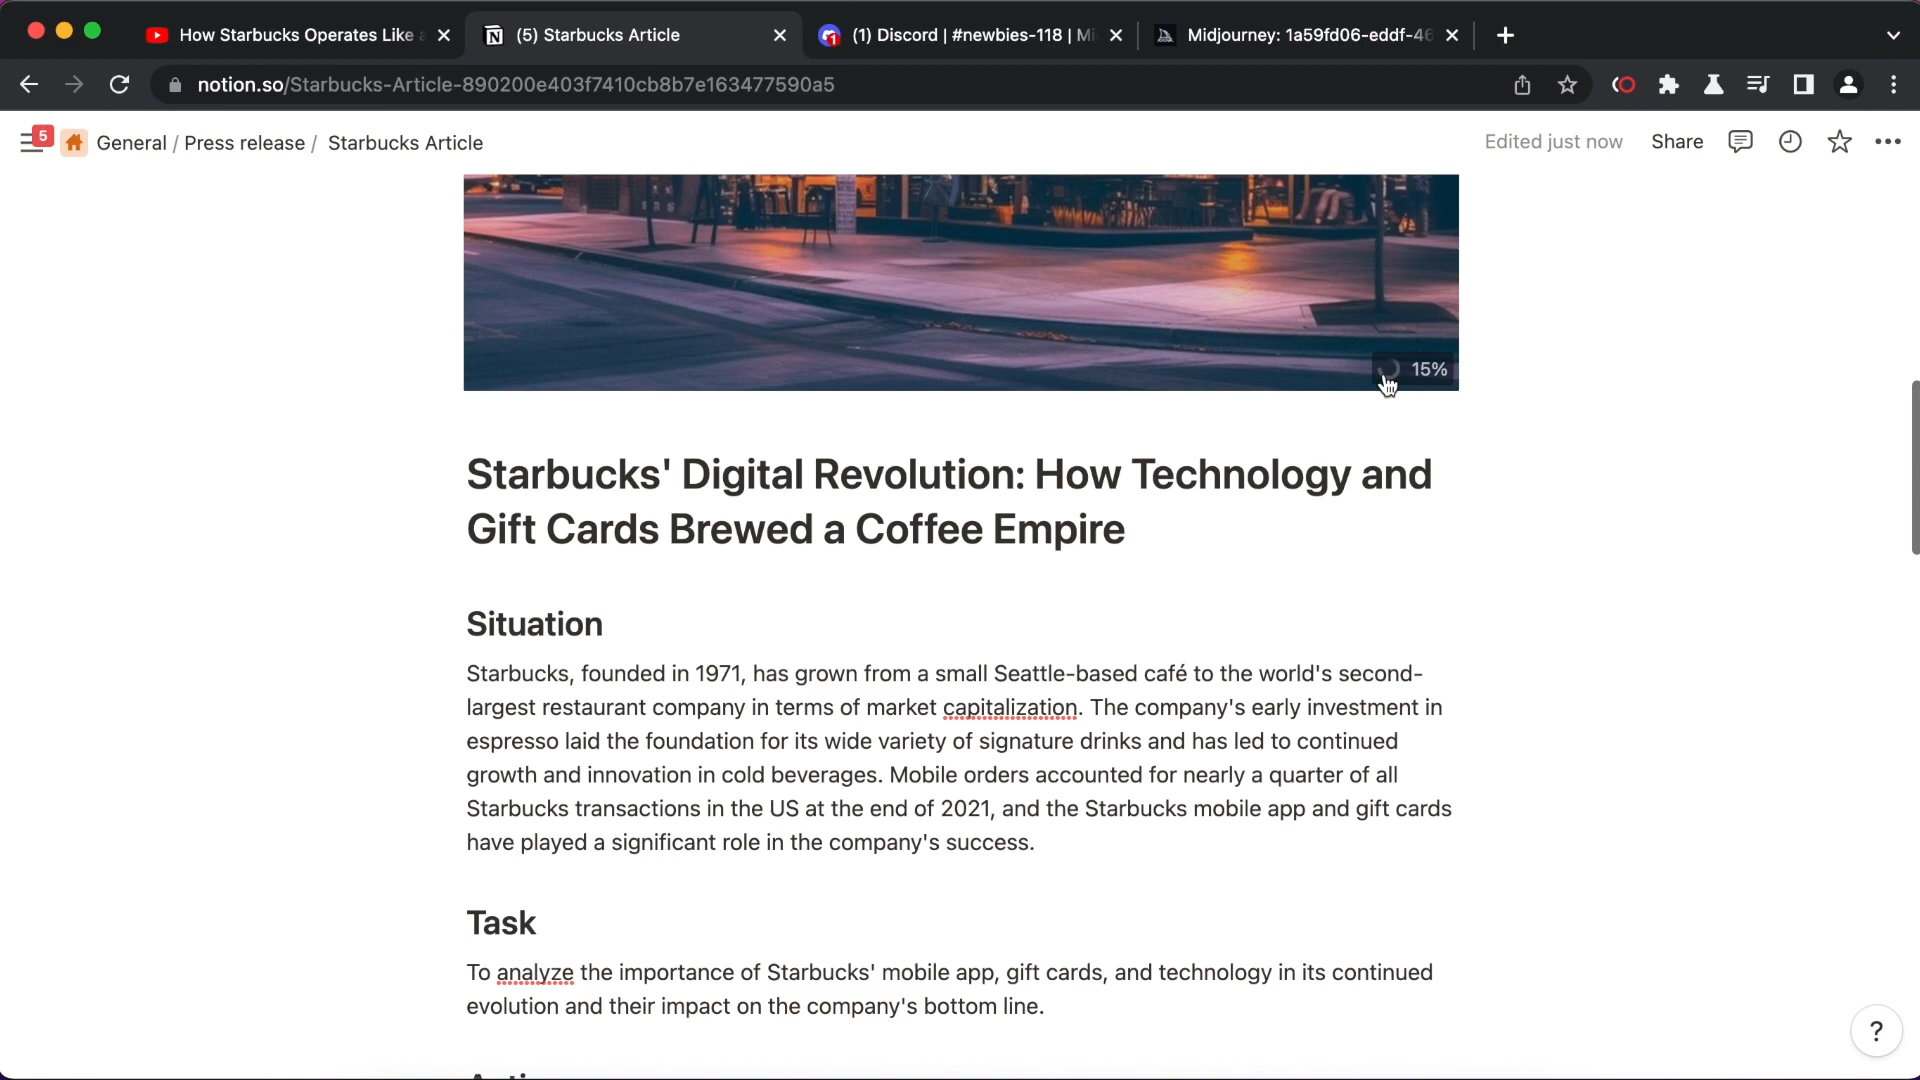 How Starbucks Operates Like
(5) Starbucks Article
(1) Discord | #newbies-118 | Mi
Midjourney: 1a59fd06-eddf-46
notion.so/Starbucks-Article-890200e403f7410cb8b7e163477590a5
5
General / Press release / Starbucks Article
Edited just now
Share
15%
Starbucks' Digital Revolution: How Technology and
Gift Cards Brewed a Coffee Empire
Situation
Starbucks, founded in 1971, has grown from a small Seattle-based café to the world's second-
largest restaurant company in terms of market capitalization. The company's early investment in
espresso laid the foundation for its wide variety of signature drinks and has led to continued
growth and innovation in cold beverages. Mobile orders accounted for nearly a quarter of all
Starbucks transactions in the US at the end of 2021, and the Starbucks mobile app and gift cards
have played a significant role in the company's success.
Task
To analyze the importance of Starbucks' mobile app, gift cards, and technology in its continued
evolution and their impact on the company's bottom line.
?